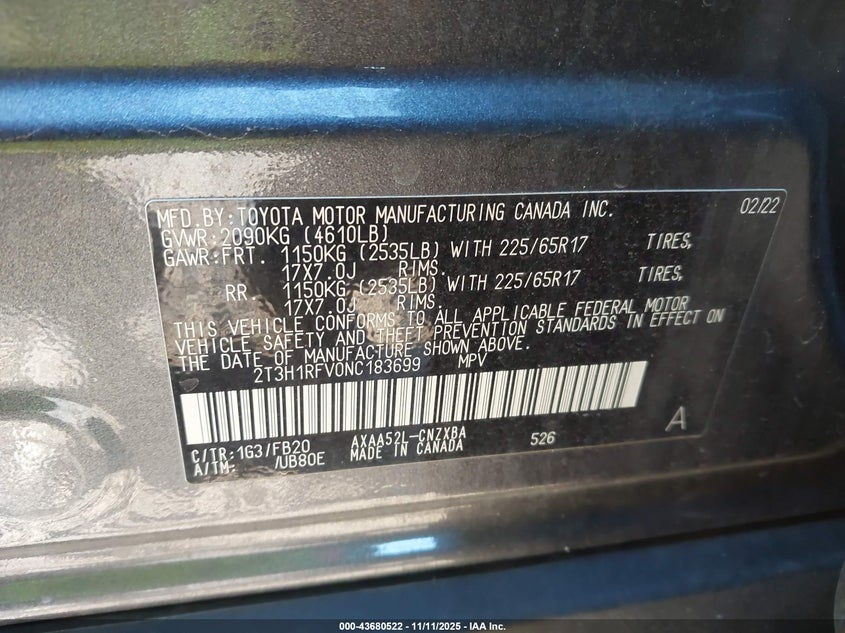 MFD.BY:TOYOTA MOTOR MANUFACTURING CANADA INC. 02/22
GVWR:2090KG (4610LB)
GAWR:FRT. 1150KG (2535LB) WITH 225/65R17 TIRES,
17X7.0J RIMS.
RR. 1150KG (2535LB) WITH 225/65R17 TIRES,
17X7.0J RIMS.
THIS VEHICLE CONFORMS TO ALL APPLICABLE FEDERAL MOTOR
VEHICLE SAFETY AND THEFT PREVENTION STANDARDS IN EFFECT ON
THE DATE OF MANUFACTURE SHOWN ABOVE.
2T3H1RFV0NC183699 MPV
C/TR:1G3/FB20 AXAA52L-CNZXBA 526 A
A/TM: /UB80E MADE IN CANADA
000-43680522 - 11/11/2025 - IAA Inc.